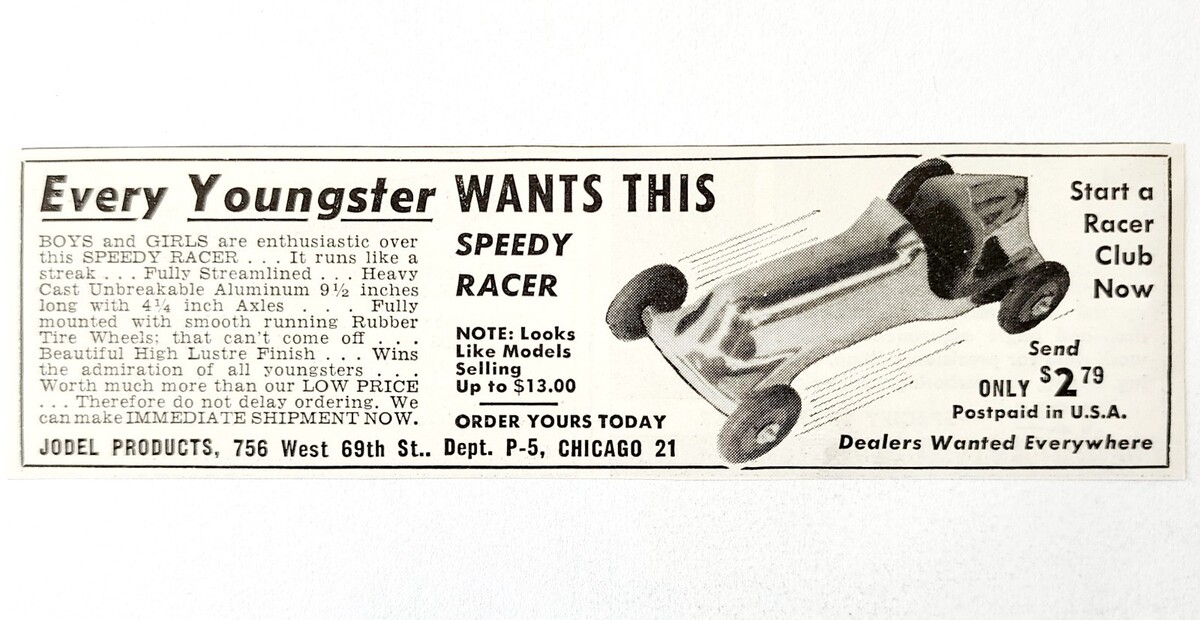 Every Youngster WANTS THIS
BOYS and GIRLS are enthusiastic over
this SPEEDY RACER . . . It runs like a
streak . . . Fully Streamlined . . . Heavy
Cast Unbreakable Aluminum 9½ inches
long with 4¼ inch Axles . . . Fully
mounted with smooth running Rubber
Tire Wheels; that can't come off . . .
Beautiful High Lustre Finish . . . Wins
the admiration of all youngsters . . .
Worth much more than our LOW PRICE
. . . Therefore do not delay ordering. We
can make IMMEDIATE SHIPMENT NOW.
SPEEDY
RACER
NOTE: Looks
Like Models
Selling
Up to $13.00
ORDER YOURS TODAY
JODEL PRODUCTS, 756 West 69th St.. Dept. P-5, CHICAGO 21
Start a
Racer
Club
Now
Send
ONLY $2 79
Postpaid in U.S.A.
Dealers Wanted Everywhere